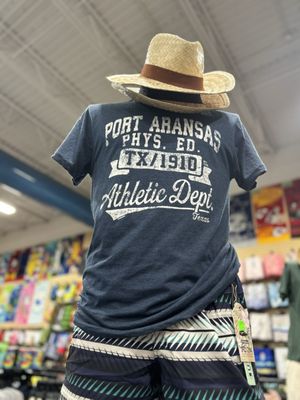 PORT ARANSAS
PHYS. ED.
TX/1910
Athletic Dept.
Texas